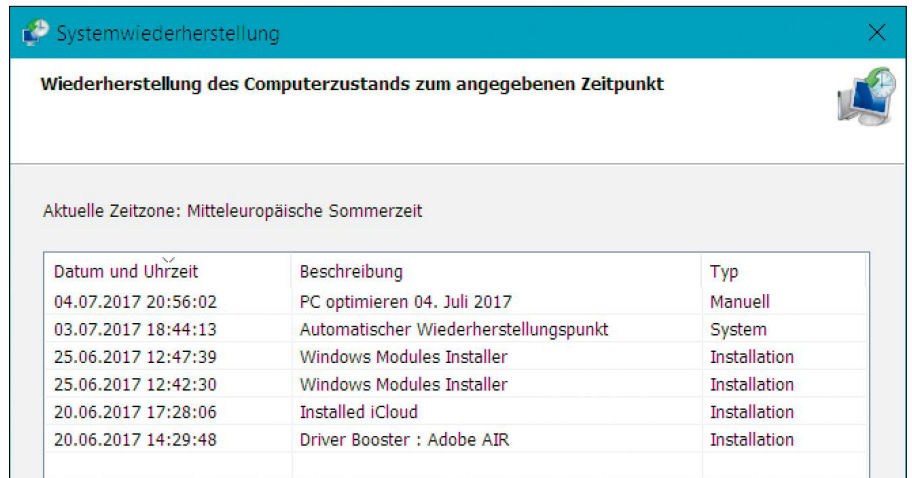 Systemwiederherstellung
Wiederherstellung des Computerzustands zum angegebenen Zeitpunkt
Aktuelle Zeitzone: Mitteleuropäische Sommerzeit
Datum und Uhrzeit Beschreibung Typ
04.07.2017 20:56:02 PC optimieren 04. Juli 2017 Manuell
03.07.2017 18:44:13 Automatischer Wiederherstellungspunkt System
25.06.2017 12:47:39 Windows Modules Installer Installation
25.06.2017 12:42:30 Windows Modules Installer Installation
20.06.2017 17:28:06 Installed iCloud Installation
20.06.2017 14:29:48 Driver Booster : Adobe AIR Installation